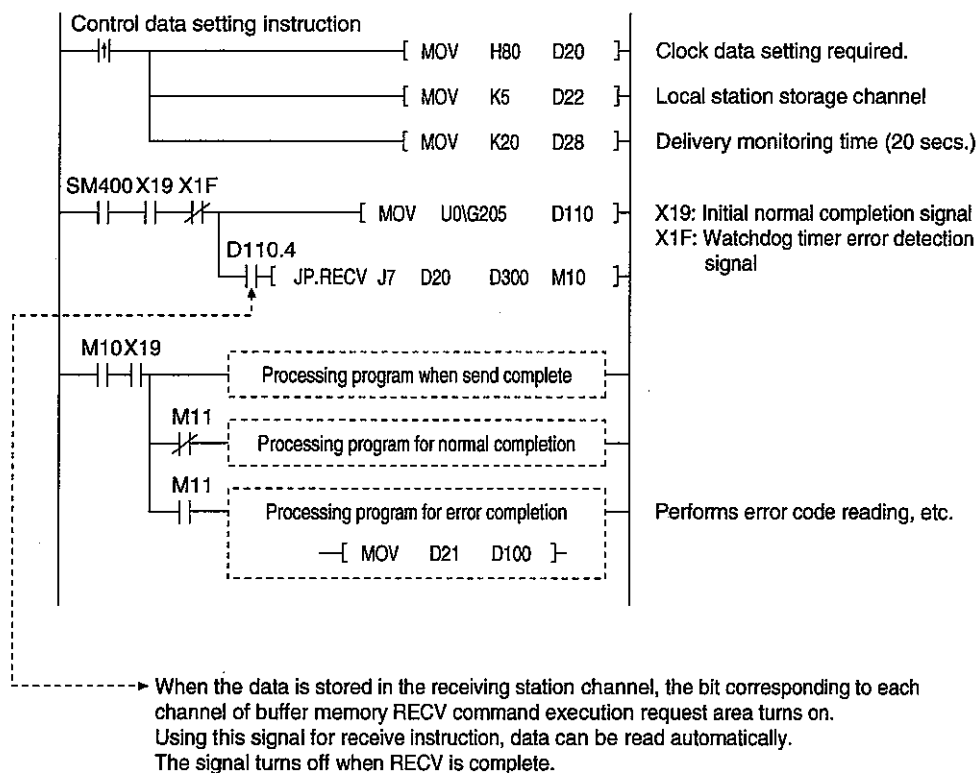 Control data setting instruction
MOV H80 D20 Clock data setting required.
MOV K5 D22 Local station storage channel
MOV K20 D28 Delivery monitoring time (20 secs.)
SM400 X19 X1F
MOV U0\G205 D110 X19: Initial normal completion signal
X1F: Watchdog timer error detection
signal
D110.4
JP.RECV J7 D20 D300 M10
M10 X19
Processing program when send complete
M11
Processing program for normal completion
M11
Processing program for error completion Performs error code reading, etc.
MOV D21 D100
When the data is stored in the receiving station channel, the bit corresponding to each
channel of buffer memory RECV command execution request area turns on.
Using this signal for receive instruction, data can be read automatically.
The signal turns off when RECV is complete.